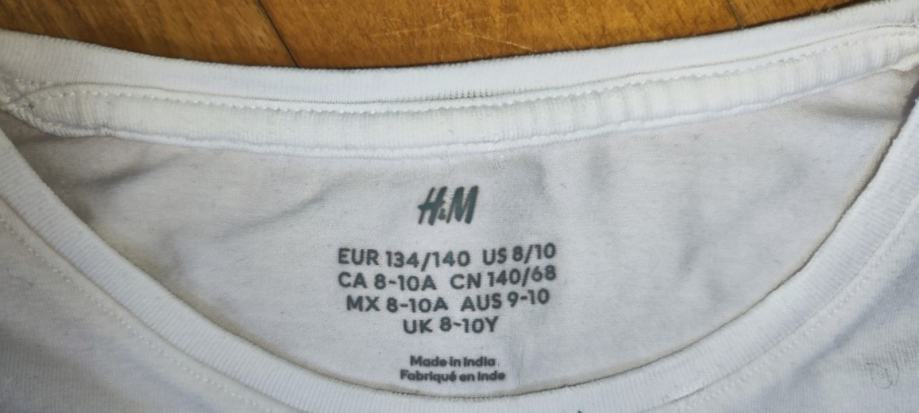 H&M
EUR 134/140 US 8/10
CA 8-10A CN 140/68
MX 8-10A AUS 9-10
UK 8-10Y
Made in India
Fabriqué en Inde